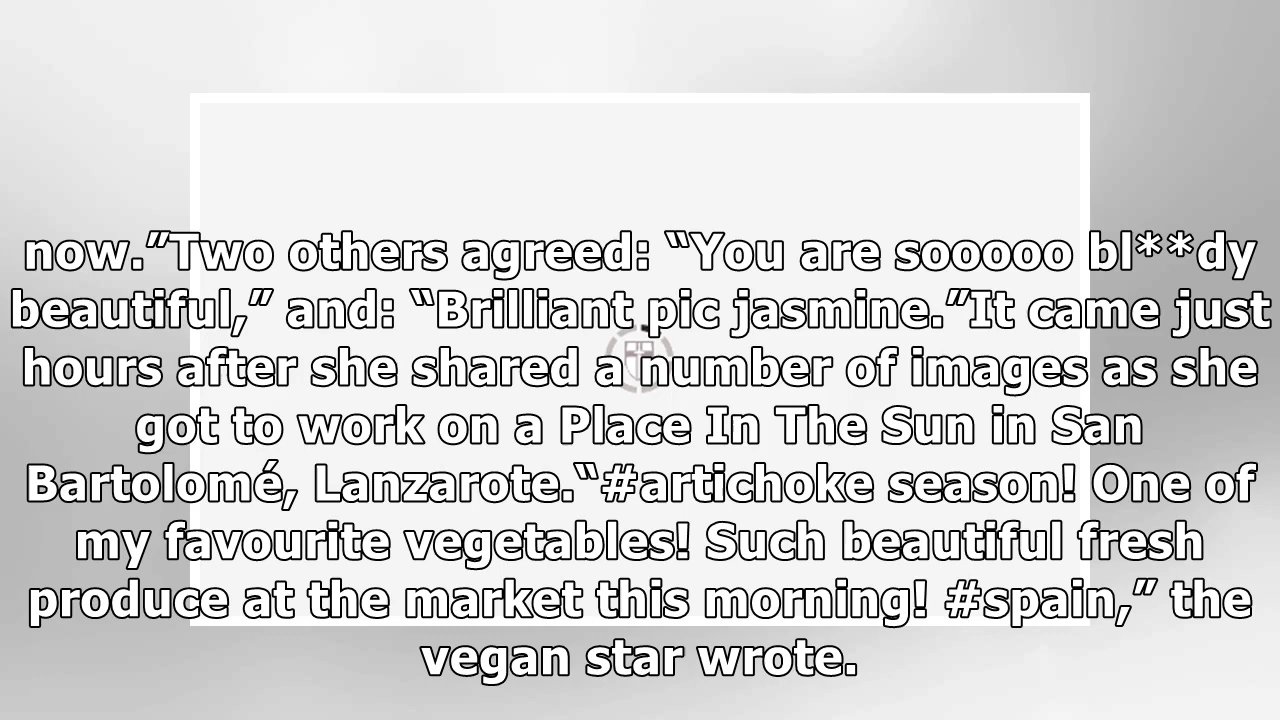 now.”Two others agreed: “You are sooooo bl**dy
beautiful,” and: “Brilliant pic jasmine.”It came just
hours after she shared a number of images as she
got to work on a Place In The Sun in San
Bartolomé, Lanzarote.“#artichoke season! One of
my favourite vegetables! Such beautiful fresh
produce at the market this morning! #spain,” the
vegan star wrote.